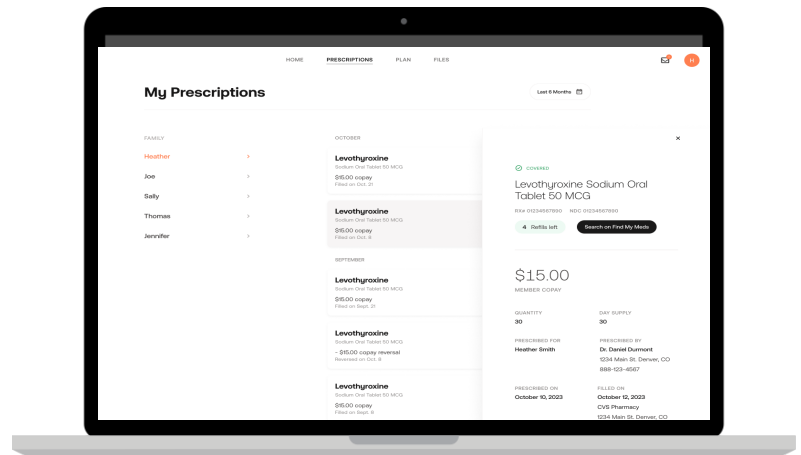 HOME PRESCRIPTIONS PLAN FILES
H
My Prescriptions
Last 6 Months
FAMILY
Heather
Joe
Sally
Thomas
Jennifer
OCTOBER
Levothyroxine
Sodium Oral Tablet 50 MCG
$15.00 copay
Filled on Oct. 21
Levothyroxine
Sodium Oral Tablet 50 MCG
$15.00 copay
Filled on Oct. 9
SEPTEMBER
Levothyroxine
Sodium Oral Tablet 50 MCG
$15.00 copay
Filled on Sept. 21
Levothyroxine
Sodium Oral Tablet 50 MCG
- $15.00 copay reversal
Reversed on Oct. 9
Levothyroxine
Sodium Oral Tablet 50 MCG
$15.00 copay
Filled on Sept. 8
COVERED
Levothyroxine Sodium Oral
Tablet 50 MCG
RX# 01234567890 NDC 01234567890
4 Refills left
Search on Find My Meds
$15.00
MEMBER COPAY
QUANTITY DAY SUPPLY
30 30
PRESCRIBED FOR PRESCRIBED BY
Heather Smith Dr. Daniel Durmont
1234 Main St. Denver, CO
888-123-4567
PRESCRIBED ON FILLED ON
October 10, 2023 October 12, 2023
CVS Pharmacy
1234 Main St. Denver, CO